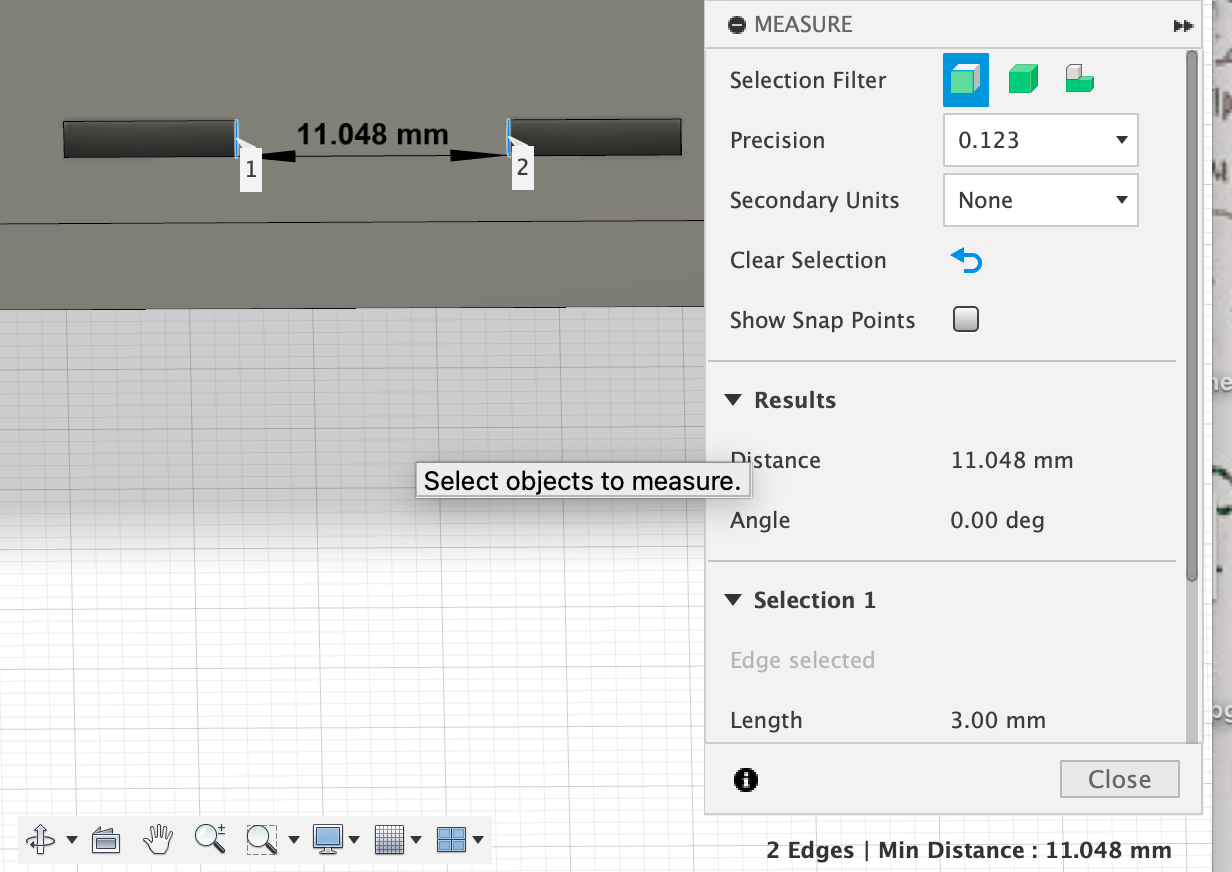 MEASURE
Selection Filter
11.048 mm
Precision
0.123
1
2
Secondary Units
None
Clear Selection
Show Snap Points
Results
Select objects to measure.
Distance
11.048 mm
Angle
0.00 deg
Selection 1
Edge selected
Length
3.00 mm
Close
2 Edges | Min Distance : 11.048 mm